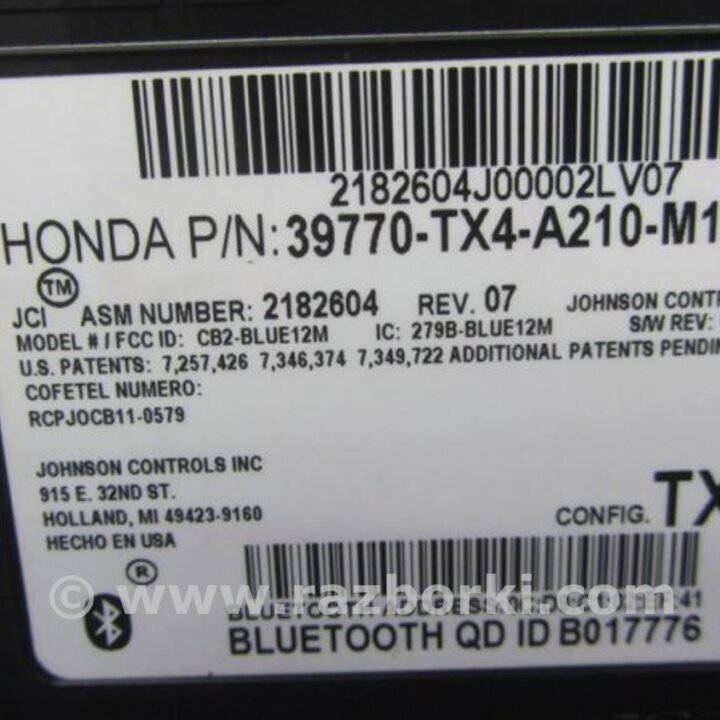 2182604J00002LV07
HONDA P/N: 39770-TX4-A210-M1
JCI TM ASM NUMBER: 2182604 REV. 07 JOHNSON CONT
MODEL # / FCC ID: CB2-BLUE12M IC: 279B-BLUE12M S/W REV:
U.S. PATENTS: 7,257,426 7,346,374 7,349,722 ADDITIONAL PATENTS PENDIN
COFETEL NUMERO:
RCPJOCB11-0579
JOHNSON CONTROLS INC
915 E. 32ND ST.
HOLLAND, MI 49423-9160
HECHO EN USA
CONFIG. TX
®
© www.razborki.com
BLUETOOTH
BLUETOOTH QD ID B017776